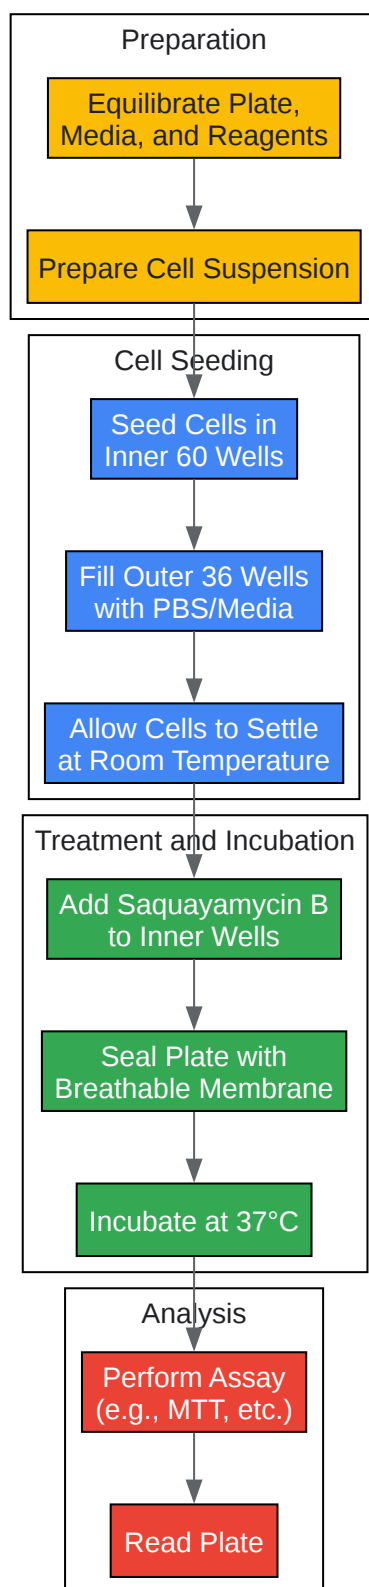 Preparation
Equilibrate Plate,
Media, and Reagents
Prepare Cell Suspension
Cell Seeding
Seed Cells in
Inner 60 Wells
Fill Outer 36 Wells
with PBS/Media
Allow Cells to Settle
at Room Temperature
Treatment and Incubation
Add Saquayamycin B
to Inner Wells
Seal Plate with
Breathable Membrane
Incubate at 37°C
Analysis
Perform Assay
(e.g., MTT, etc.)
Read Plate